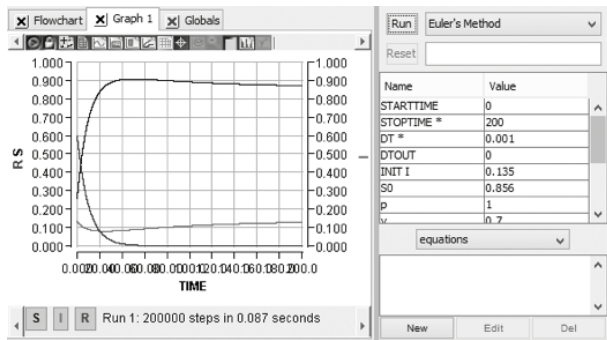 Flowchart
Graph 1
Globals
1.000
0.900
0.800
0.700
0.600
0.500
0.400
0.300
0.200
0.100
0.000
R S
1.000
0.900
0.800
0.700
0.600
0.500
0.400
0.300
0.200
0.100
0.000
TIME
S I R Run 1: 200000 steps in 0.087 seconds
Run Euler's Method
Reset
Name Value
STARTTIME 0
STOPTIME * 200
DT * 0.001
DTOUT 0
INIT I 0.135
S0 0.856
p 1
v 0.7
equations
New Edit Del